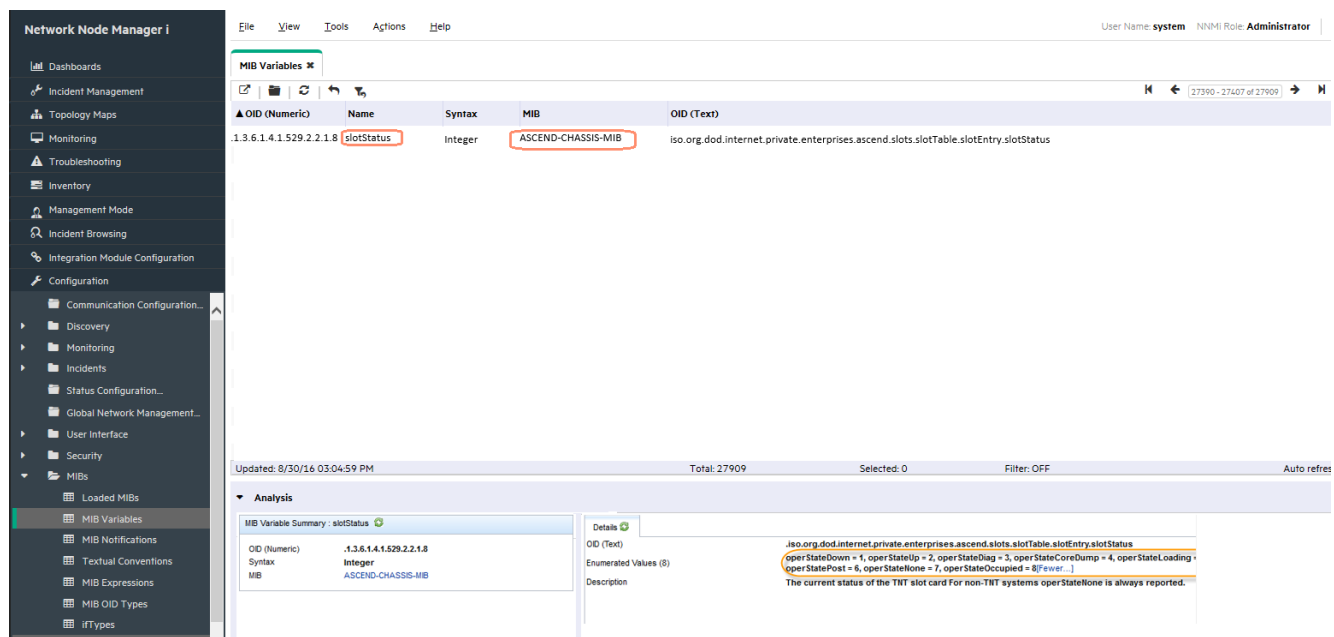 Network Node Manager i
File View Tools Actions Help
User Name: system NNMi Role: Administrator
Dashboards
Incident Management
Topology Maps
Monitoring
Troubleshooting
Inventory
Management Mode
Incident Browsing
Integration Module Configuration
Configuration
Communication Configuration...
Discovery
Monitoring
Incidents
Status Configuration...
Global Network Management...
User Interface
Security
MIBs
Loaded MIBs
MIB Variables
MIB Notifications
Textual Conventions
MIB Expressions
MIB OID Types
ifTypes
MIB Variables
27390 - 27407 of 27909
OID (Numeric) Name Syntax MIB OID (Text)
.1.3.6.1.4.1.529.2.2.1.8 slotStatus Integer ASCEND-CHASSIS-MIB iso.org.dod.internet.private.enterprises.ascend.slots.slotTable.slotEntry.slotStatus
Updated: 8/30/16 03:04:59 PM Total: 27909 Selected: 0 Filter: OFF Auto refres
Analysis
MIB Variable Summary : slotStatus
OID (Numeric) .1.3.6.1.4.1.529.2.2.1.8
Syntax Integer
MIB ASCEND-CHASSIS-MIB
Details
OID (Text) .iso.org.dod.internet.private.enterprises.ascend.slots.slotTable.slotEntry.slotStatus
Enumerated Values (8) operStateDown = 1, operStateUp = 2, operStateDiag = 3, operStateCoreDump = 4, operStateLoading =
operStatePost = 6, operStateNone = 7, operStateOccupied = 8[Fewer...]
Description The current status of the TNT slot card For non-TNT systems operStateNone is always reported.